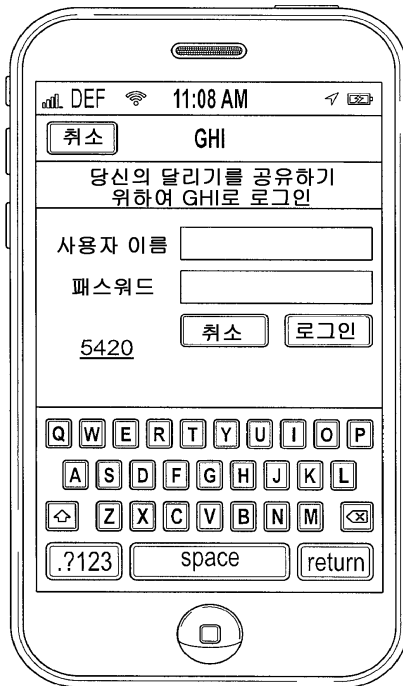 DEF 11:08 AM
취소 GHI
당신의 달리기를 공유하기
위하여 GHI로 로그인
사용자 이름
패스워드
취소 로그인
5420
Q W E R T Y U I O P
A S D F G H J K L
Z X C V B N M
.?123 space return